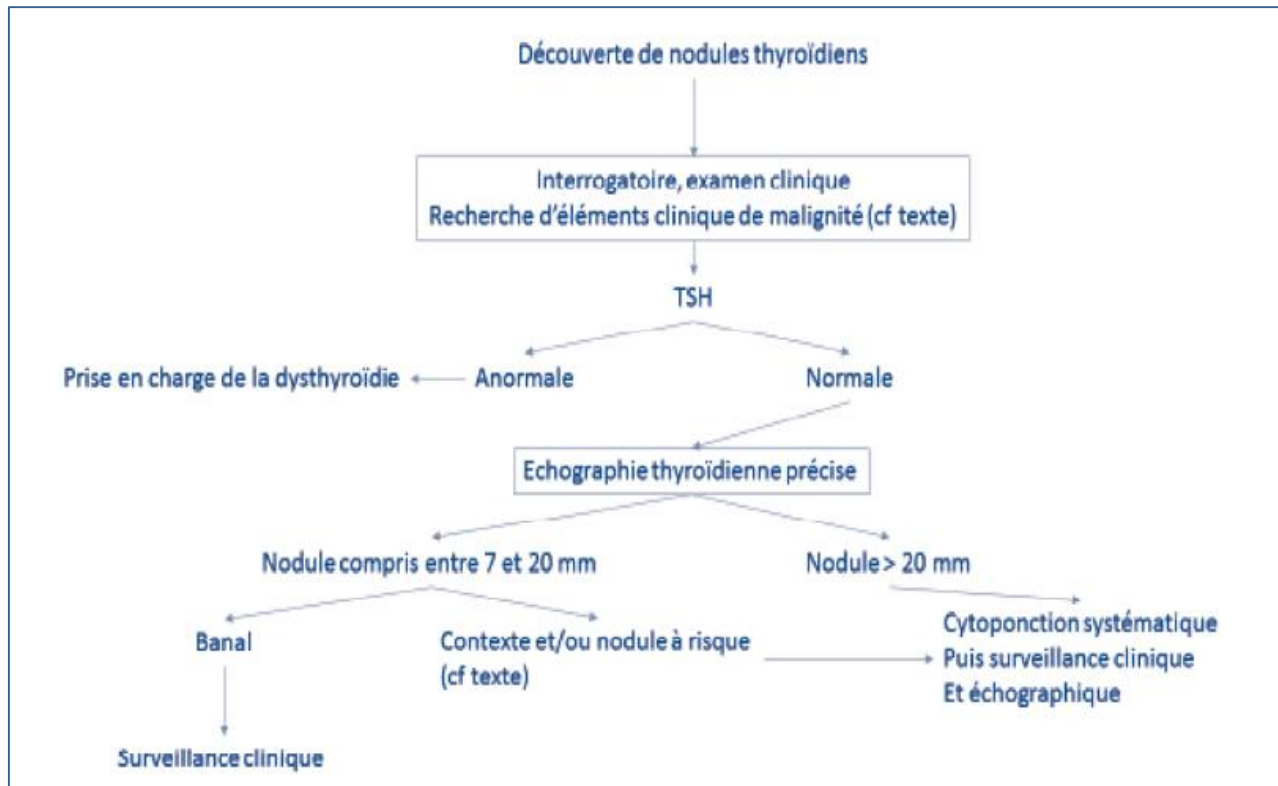 Découverte de nodules thyroïdiens
Interrogatoire, examen clinique
Recherche d'éléments clinique de malignité (cf texte)
TSH
Prise en charge de la dysthyroïdie
Anormale
Normale
Echographie thyroïdienne précise
Nodule compris entre 7 et 20 mm
Nodule > 20 mm
Banal
Contexte et/ou nodule à risque
(cf texte)
Cytoponction systématique
Puis surveillance clinique
Et échographique
Surveillance clinique